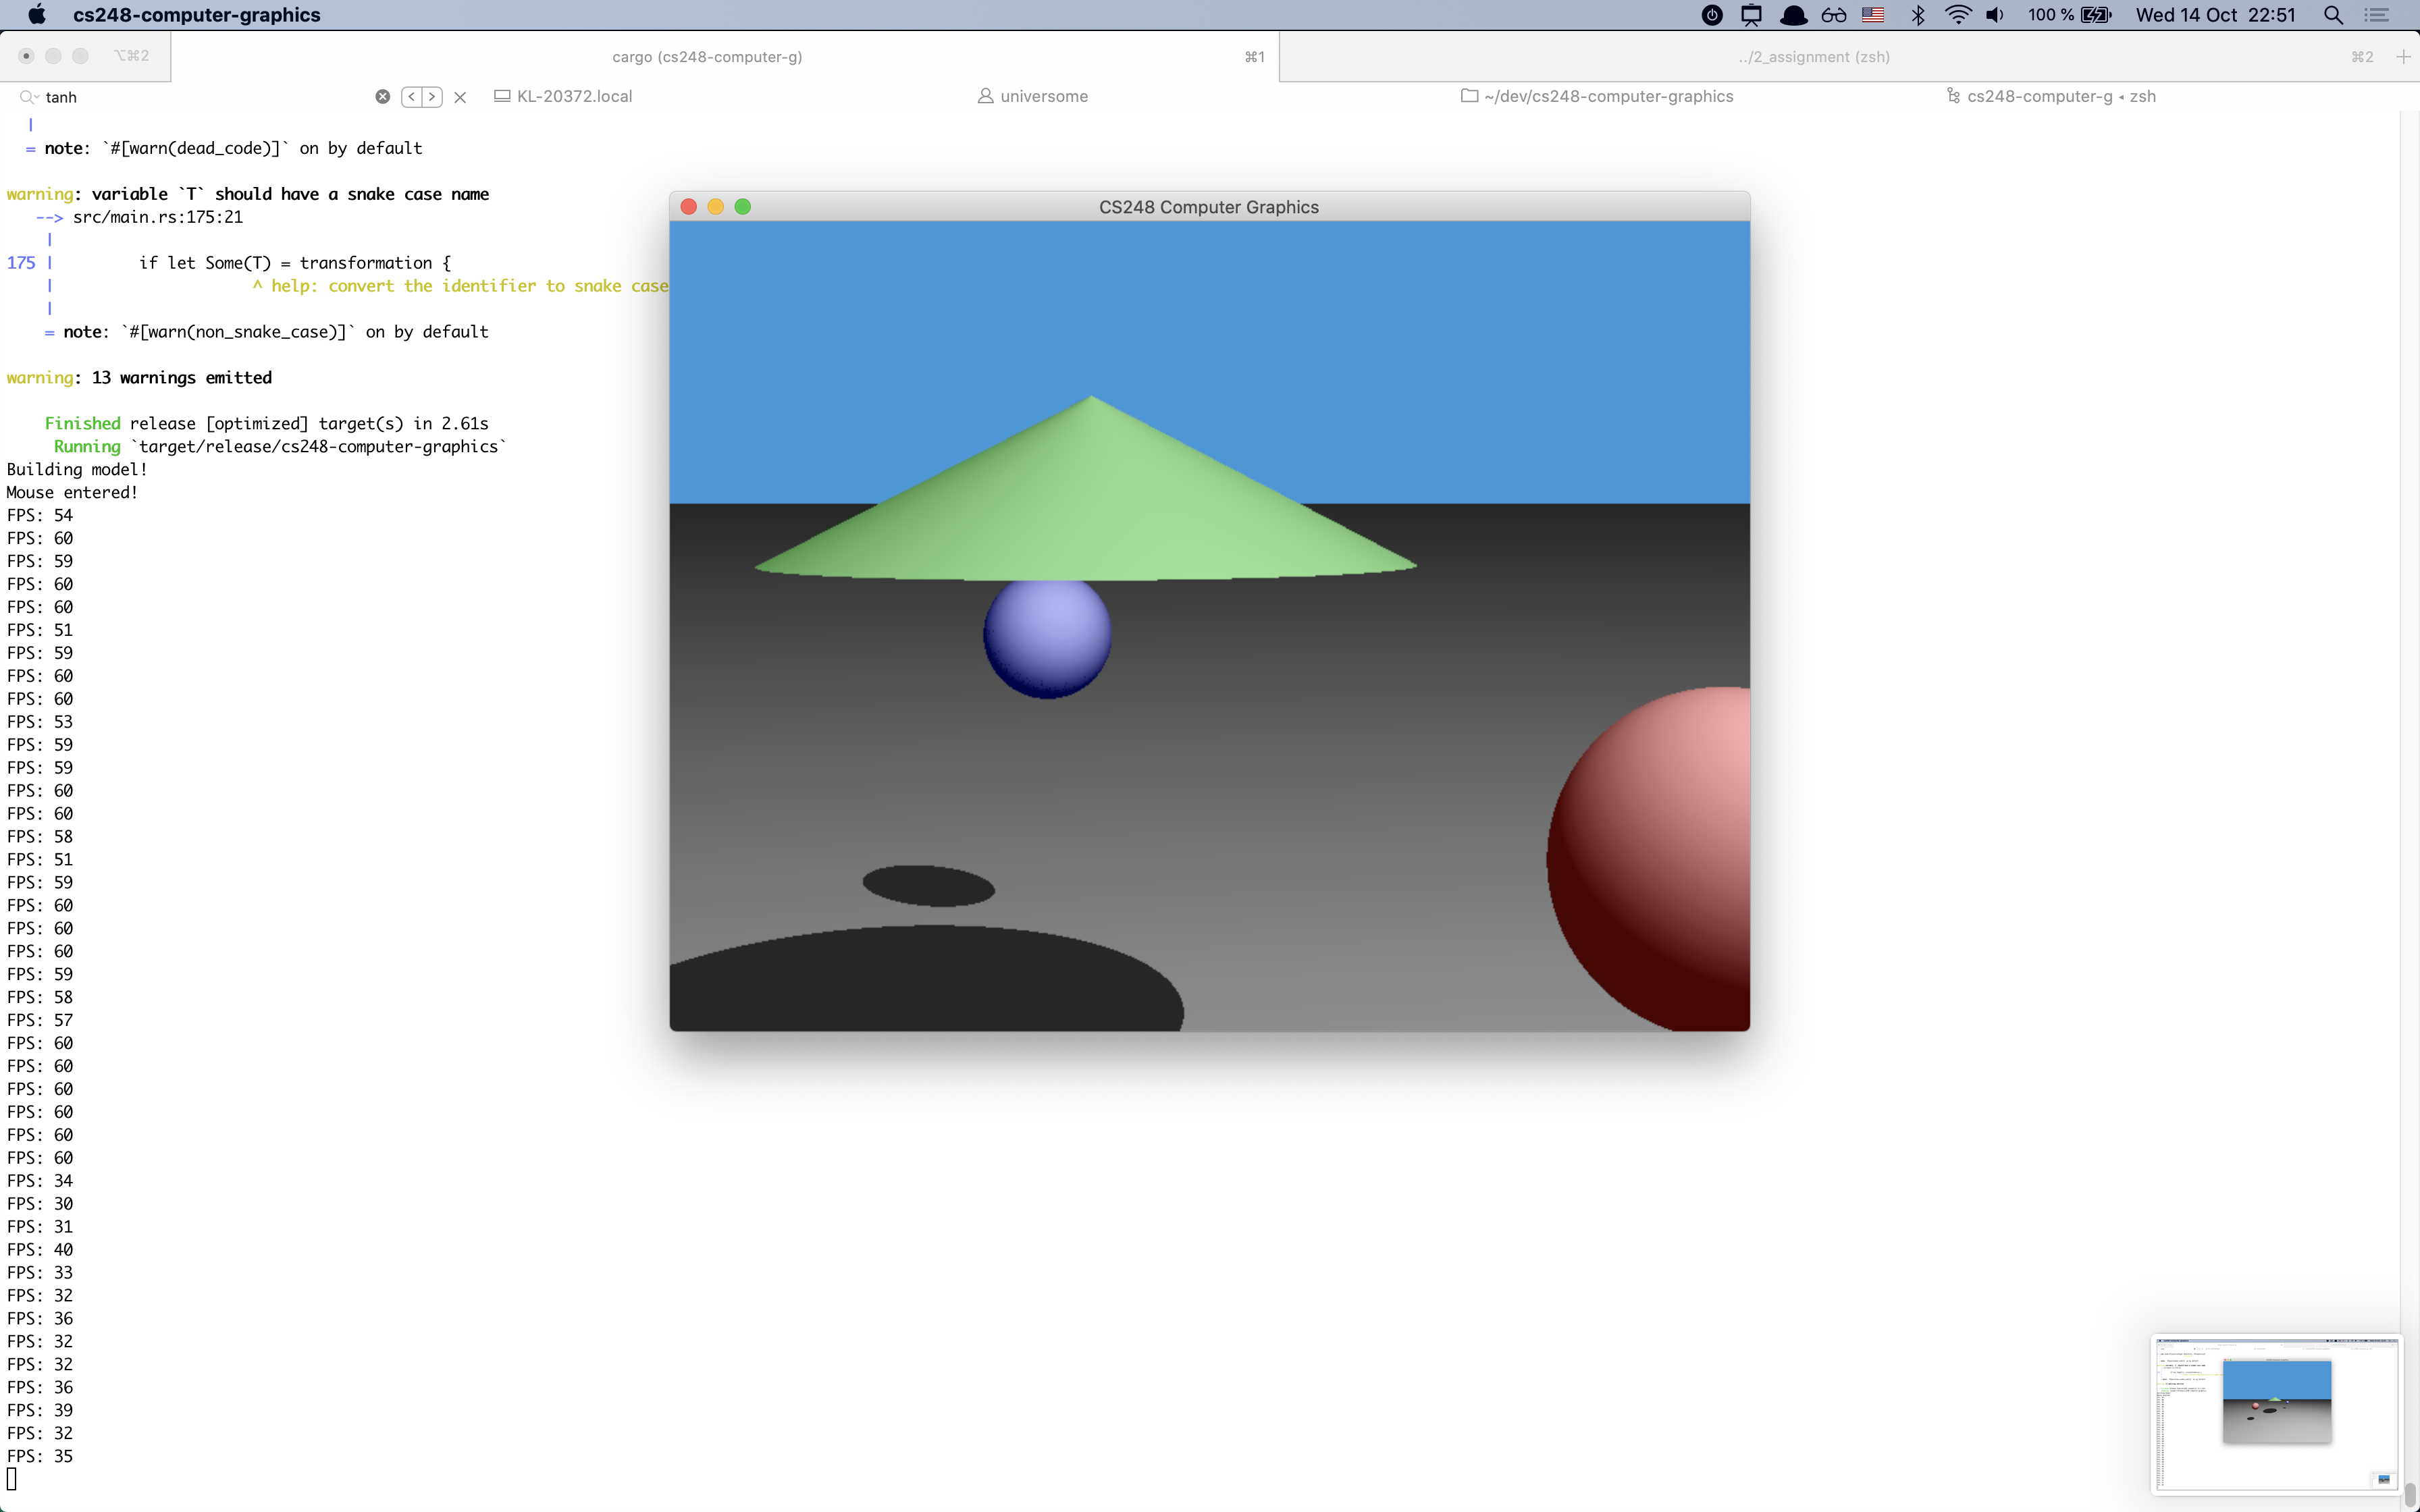 cs248-computer-graphics
100 %
Wed 14 Oct 22:51
⌥⌘2
cargo (cs248-computer-g)
⌘1
../2_assignment (zsh)
⌘2
tanh
KL-20372.local
universome
~/dev/cs248-computer-graphics
cs248-computer-g ◂ zsh
|
= note: `#[warn(dead_code)]` on by default
warning: variable `T` should have a snake case name
--> src/main.rs:175:21
|
175 | if let Some(T) = transformation {
| ^ help: convert the identifier to snake case
|
= note: `#[warn(non_snake_case)]` on by default
warning: 13 warnings emitted
Finished release [optimized] target(s) in 2.61s
Running `target/release/cs248-computer-graphics`
Building model!
Mouse entered!
FPS: 54
FPS: 60
FPS: 59
FPS: 60
FPS: 60
FPS: 51
FPS: 59
FPS: 60
FPS: 60
FPS: 53
FPS: 59
FPS: 59
FPS: 60
FPS: 60
FPS: 58
FPS: 51
FPS: 59
FPS: 60
FPS: 60
FPS: 60
FPS: 59
FPS: 58
FPS: 57
FPS: 60
FPS: 60
FPS: 60
FPS: 60
FPS: 60
FPS: 60
FPS: 34
FPS: 30
FPS: 31
FPS: 40
FPS: 33
FPS: 32
FPS: 36
FPS: 32
FPS: 32
FPS: 36
FPS: 39
FPS: 32
FPS: 35
CS248 Computer Graphics